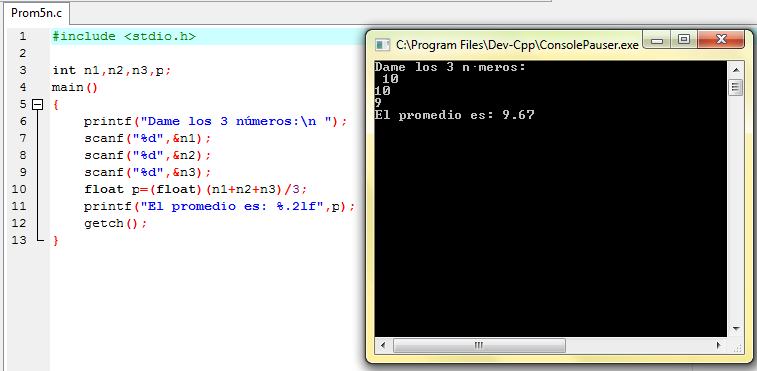 Prom5n.c
1 #include <stdio.h>
2
3 int n1,n2,n3,p;
4 main()
5 {
6 printf("Dame los 3 números:\n ");
7 scanf("%d",&n1);
8 scanf("%d",&n2);
9 scanf("%d",&n3);
10 float p=(float)(n1+n2+n3)/3;
11 printf("El promedio es: %.2lf",p);
12 getch();
13 }
C:\Program Files\Dev-Cpp\ConsolePauser.exe
Dame los 3 n·meros:
10
10
9
El promedio es: 9.67